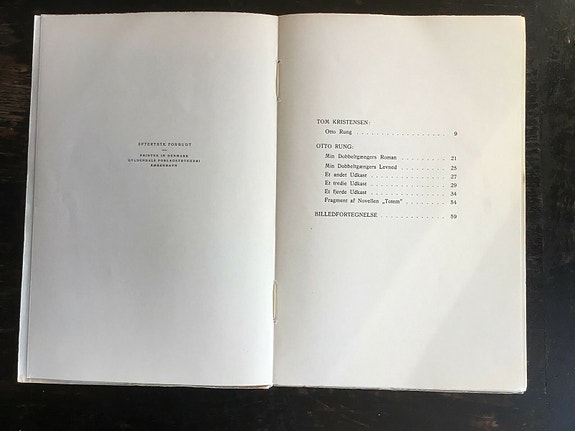 EFTERTRYK FORBUDT
PRINTED IN DENMARK
GYLDENDALS FORLAGSTRYKKERI
KØBENHAVN
TOM KRISTENSEN:
Otto Rung . . . . . . . . . . . . . . . . 9
OTTO RUNG:
Min Dobbeltgængers Roman . . . . . . . . . 21
Min Dobbeltgængers Levned . . . . . . . . . 25
Et andet Udkast . . . . . . . . . . . . . . 27
Et tredie Udkast . . . . . . . . . . . . . . 29
Et fjerde Udkast . . . . . . . . . . . . . . 34
Fragment af Novellen „Tomm" . . . . . . . . 54
BILLEDFORTEGNELSE . . . . . . . . . . . . 59